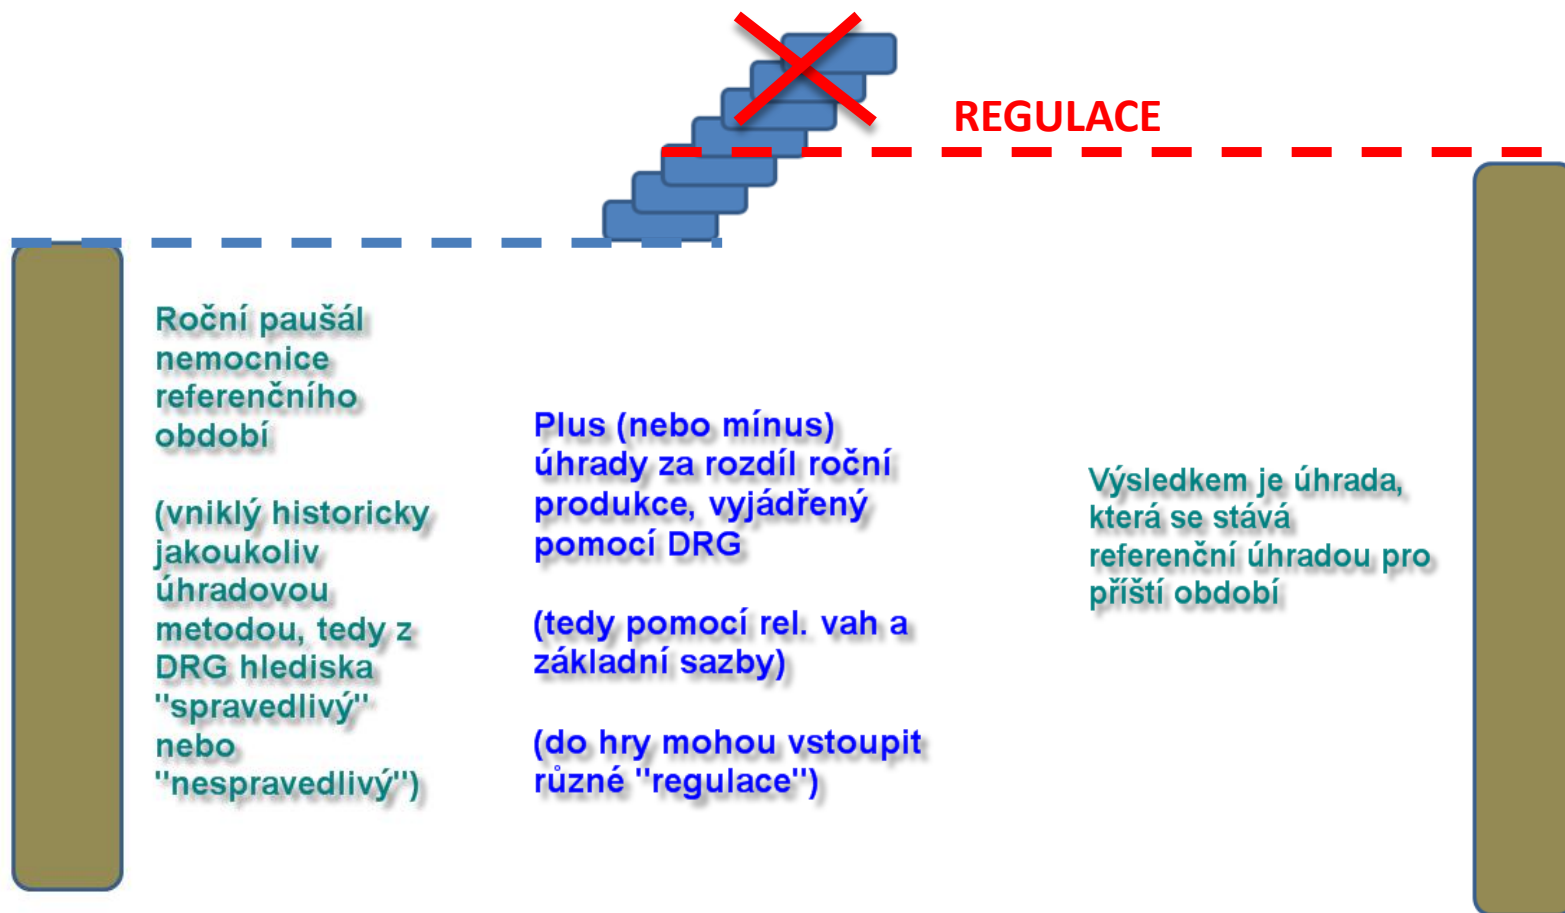 REGULACE
Roční paušál
nemocnice
referenčního
období
(vniklý historicky
jakoukoliv
úhradovou
metodou, tedy z
DRG hlediska
"spravedlivý"
nebo
"nespravedlivý")
Plus (nebo mínus)
úhrady za rozdíl roční
produkce, vyjádřený
pomocí DRG
(tedy pomocí rel. vah a
základní sazby)
(do hry mohou vstoupit
různé "regulace")
Výsledkem je úhrada,
která se stává
referenční úhradou pro
příští období